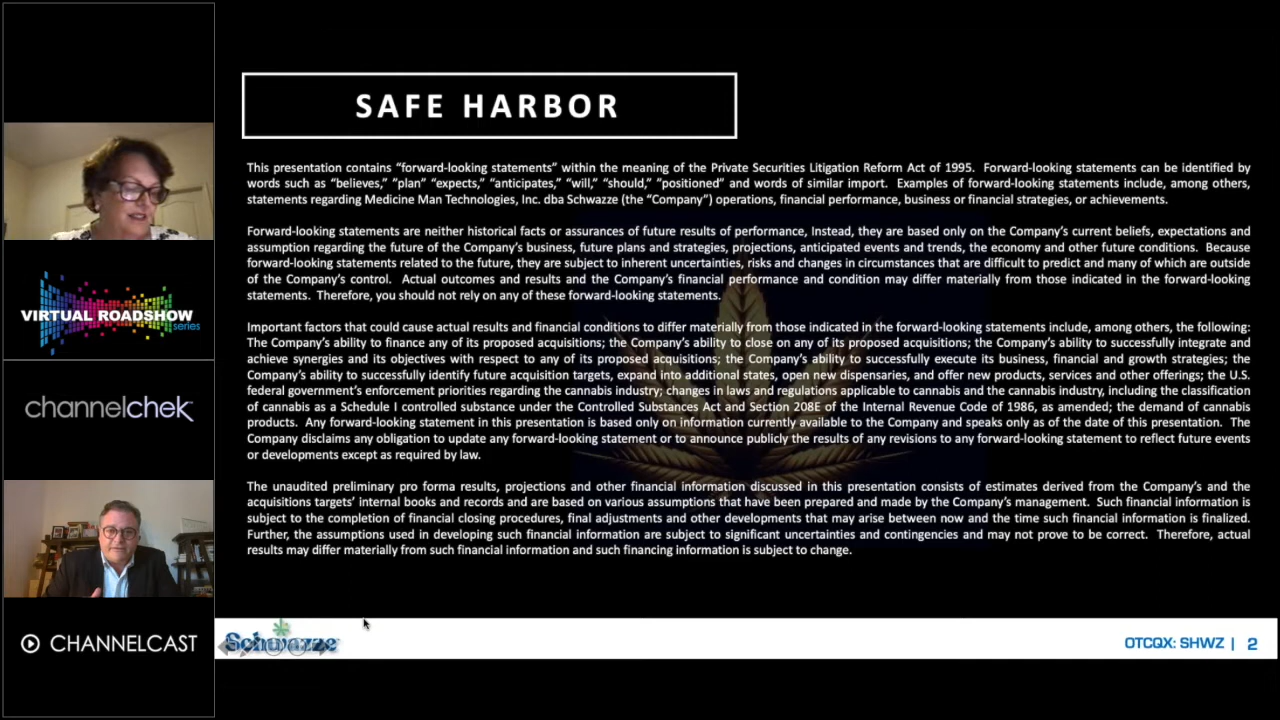 SAFE HARBOR
This presentation contains “forward-looking statements” within the meaning of the Private Securities Litigation Reform Act of 1995. Forward-looking statements can be identified by
words such as “believes,” “plan” “expects,” “anticipates,” “will,” “should,” “positioned” and words of similar import. Examples of forward-looking statements include, among others,
statements regarding Medicine Man Technologies, Inc. dba Schwazze (the “Company”) operations, financial performance, business or financial strategies, or achievements.
Forward-looking statements are neither historical facts or assurances of future results of performance, Instead, they are based only on the Company’s current beliefs, expectations and
assumption regarding the future of the Company’s business, future plans and strategies, projections, anticipated events and trends, the economy and other future conditions. Because
forward-looking statements related to the future, they are subject to inherent uncertainties, risks and changes in circumstances that are difficult to predict and many of which are outside
of the Company’s control. Actual outcomes and results and the Company’s financial performance and condition may differ materially from those indicated in the forward-looking
statements. Therefore, you should not rely on any of these forward-looking statements.
Important factors that could cause actual results and financial conditions to differ materially from those indicated in the forward-looking statements include, among others, the following:
The Company’s ability to finance any of its proposed acquisitions; the Company’s ability to close on any of its proposed acquisitions; the Company’s ability to successfully integrate and
achieve synergies and its objectives with respect to any of its proposed acquisitions; the Company’s ability to successfully execute its business, financial and growth strategies; the
Company’s ability to successfully identify future acquisition targets, expand into additional states, open new dispensaries, and offer new products, services and other offerings; the U.S.
federal government’s enforcement priorities regarding the cannabis industry; changes in laws and regulations applicable to cannabis and the cannabis industry, including the classification
of cannabis as a Schedule I controlled substance under the Controlled Substances Act and Section 208E of the Internal Revenue Code of 1986, as amended; the demand of cannabis
products. Any forward-looking statement in this presentation is based only on information currently available to the Company and speaks only as of the date of this presentation. The
Company disclaims any obligation to update any forward-looking statement or to announce publicly the results of any revisions to any forward-looking statement to reflect future events
or developments except as required by law.
The unaudited preliminary pro forma results, projections and other financial information discussed in this presentation consists of estimates derived from the Company’s and the
acquisitions targets’ internal books and records and are based on various assumptions that have been prepared and made by the Company’s management. Such financial information is
subject to the completion of financial closing procedures, final adjustments and other developments that may arise between now and the time such financial information is finalized.
Further, the assumptions used in developing such financial information are subject to significant uncertainties and contingencies and may not prove to be correct. Therefore, actual
results may differ materially from such financial information and such financing information is subject to change.
VIRTUAL ROADSHOW
series
channelchek
CHANNELCAST
Schwazze
OTCQX: SHWZ | 2